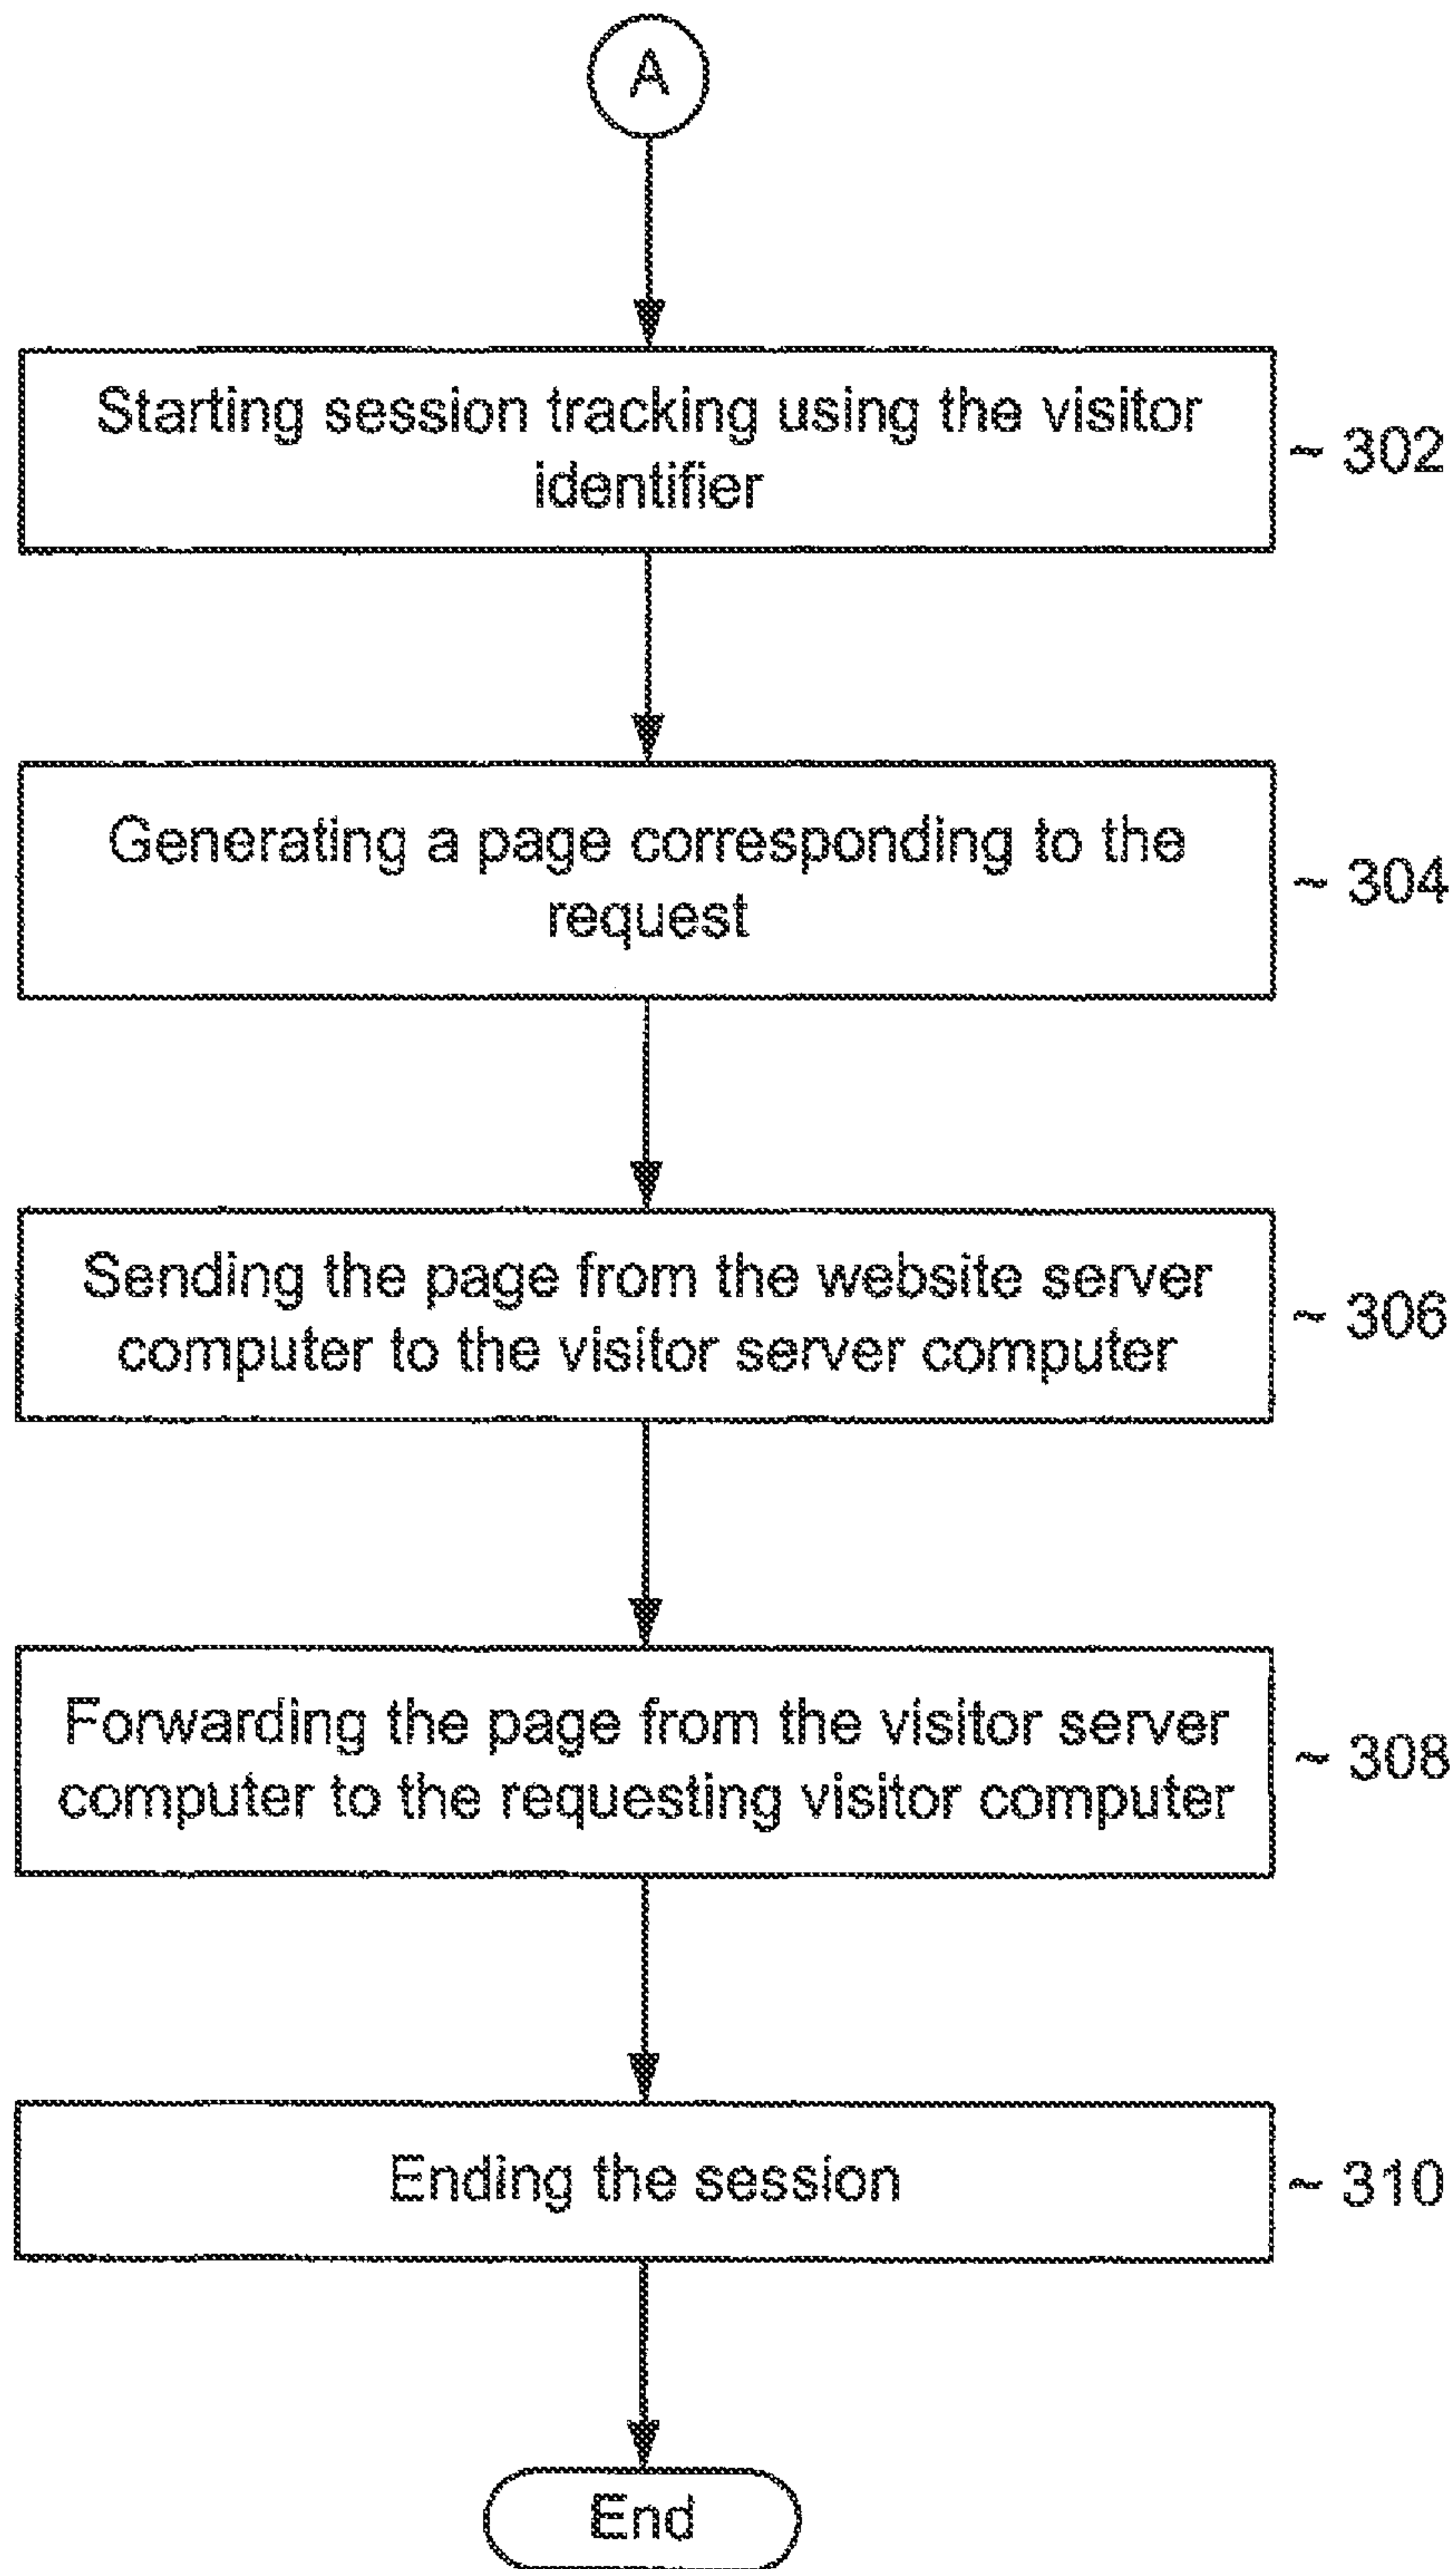 A
Starting session tracking using the visitor
identifier
~ 302
Generating a page corresponding to the
request
~ 304
Sending the page from the website server
computer to the visitor server computer
~ 306
Forwarding the page from the visitor server
computer to the requesting visitor computer
~ 308
Ending the session
~ 310
End